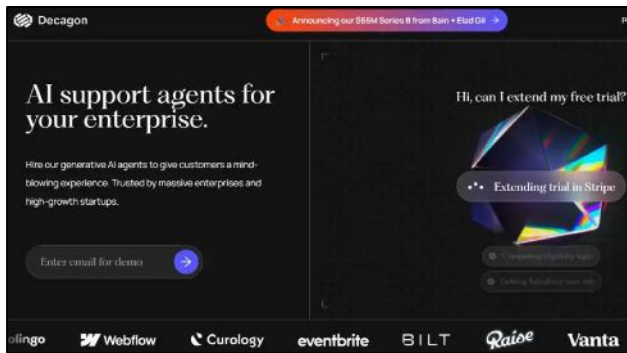 Decagon
Announcing our $65M Series B from Bain + Elad Gil →
AI support agents for
your enterprise.
Hire our generative AI agents to give customers a mind-
blowing experience. Trusted by massive enterprises and
high-growth startups.
Enter email for demo
Hi, can I extend my free trial?
Extending trial in Stripe
olingo
Webflow
Curology
eventbrite
BILT
Raise
Vanta